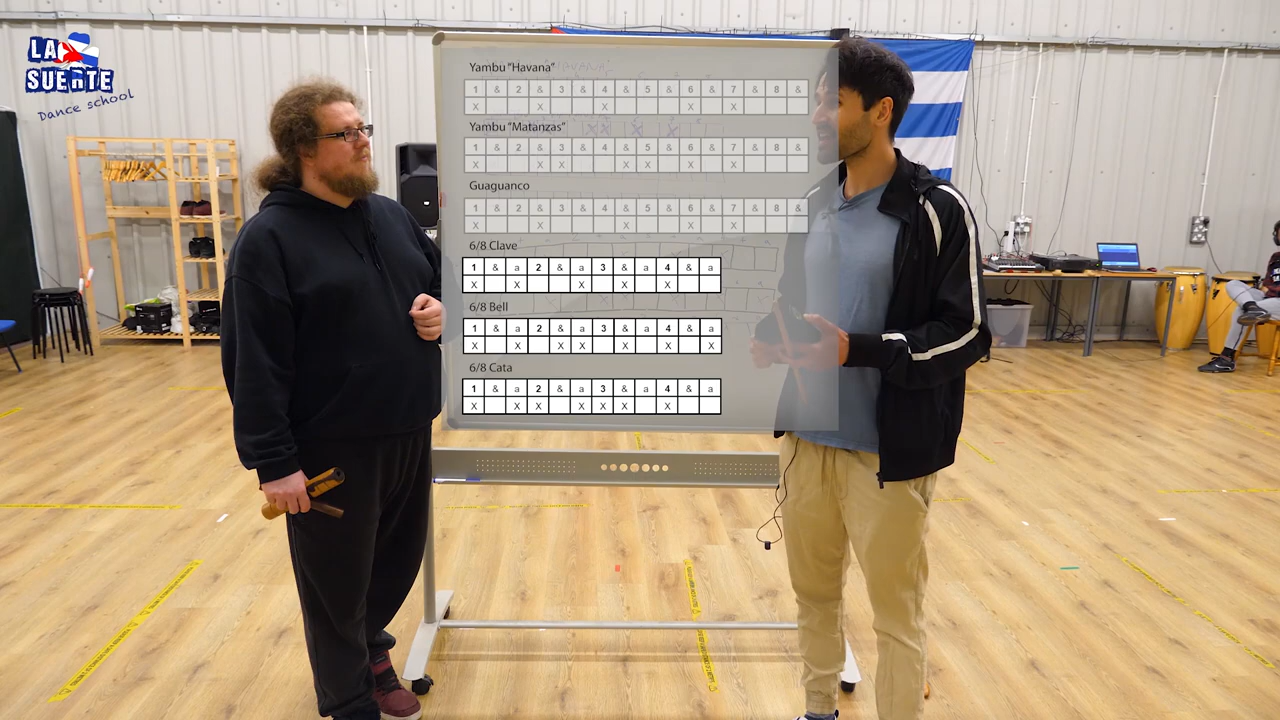 LA
SUERTE
Dance school
Yambu "Havana"
1 & 2 & 3 & 4 & 5 & 6 & 7 & 8 &
X X X X X
Yambu "Matanzas"
1 & 2 & 3 & 4 & 5 & 6 & 7 & 8 &
X X X X X X X
Guaguanco
1 & 2 & 3 & 4 & 5 & 6 & 7 & 8 &
X X X X X
6/8 Clave
1 & a 2 & a 3 & a 4 & a
X X X X X
6/8 Bell
1 & a 2 & a 3 & a 4 & a
X X X X X X X
6/8 Cata
1 & a 2 & a 3 & a 4 & a
X X X X X X X